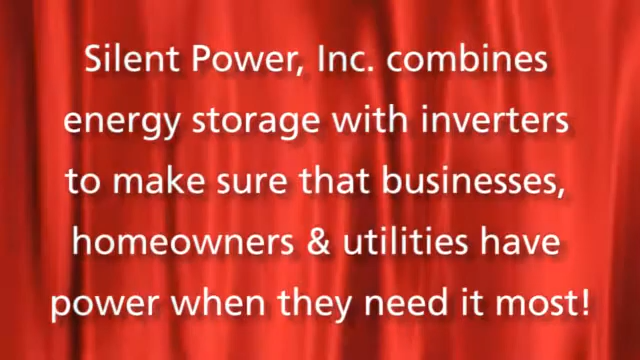 Silent Power, Inc. combines
energy storage with inverters
to make sure that businesses,
homeowners & utilities have
power when they need it most!